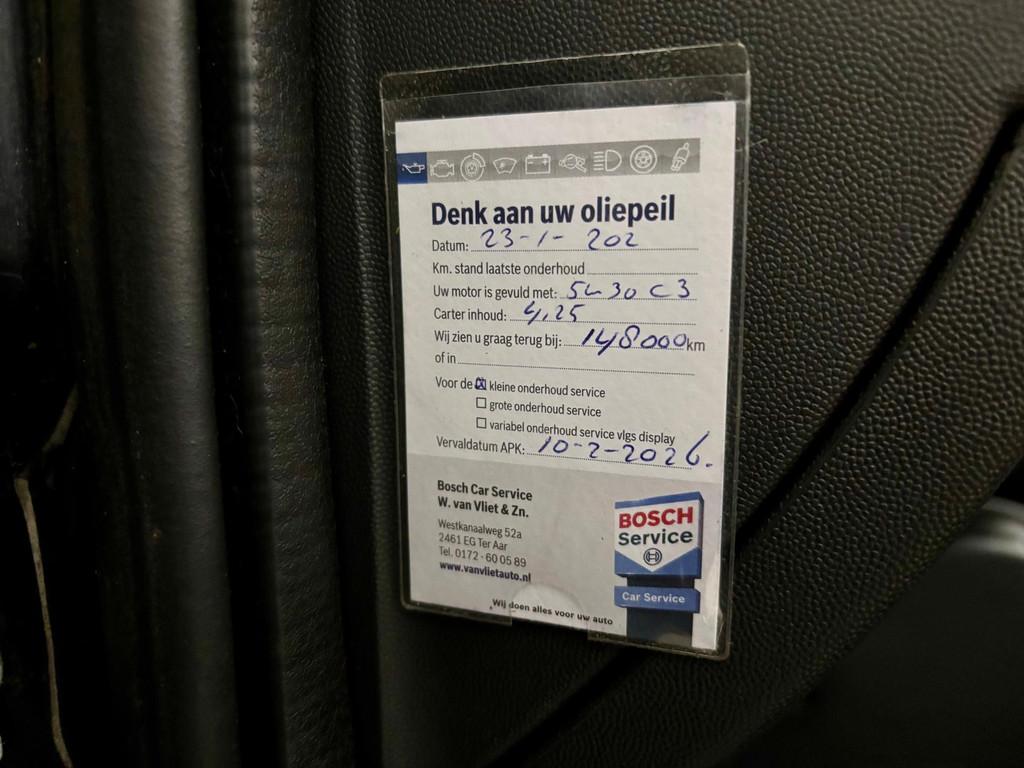 Denk aan uw oliepeil
Datum: 23-1-202
Km. stand laatste onderhoud
Uw motor is gevuld met: 5W30 C3
Carter inhoud: 4,25
Wij zien u graag terug bij: 148000 km
of in
Voor de ☒ kleine onderhoud service
☐ grote onderhoud service
☐ variabel onderhoud service vlgs display
Vervaldatum APK: 10-2-2026.
Bosch Car Service
W. van Vliet & Zn.
Westkanaalweg 52a
2461 EG Ter Aar
Tel. 0172 - 60 05 89
www.vanvlietauto.nl
Wij doen alles voor uw auto
BOSCH
Service
Car Service